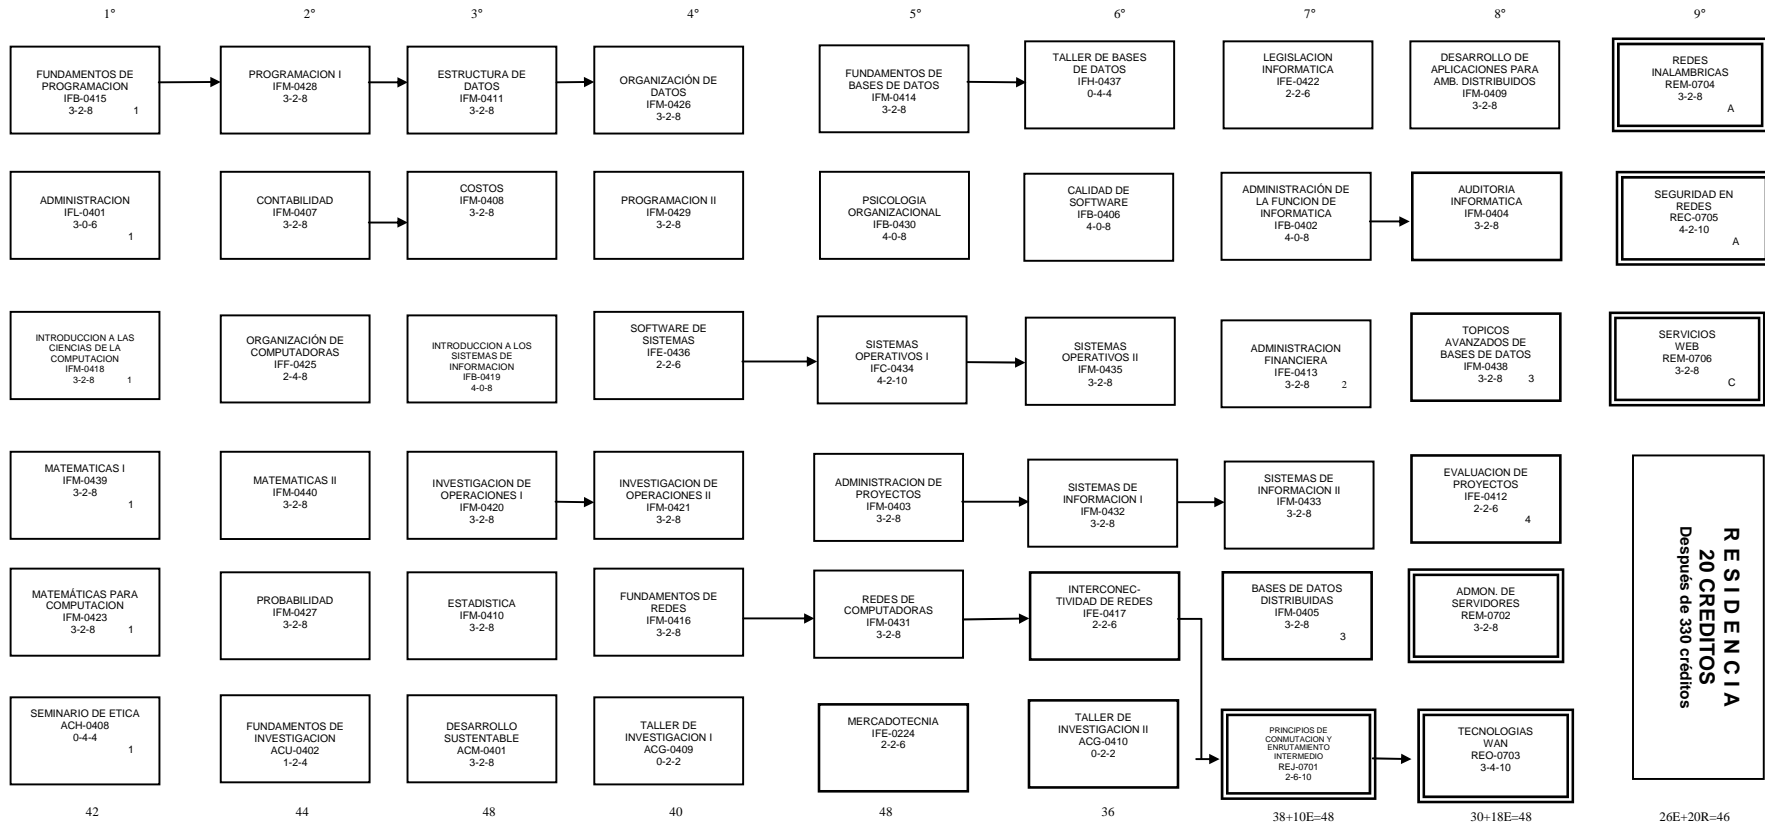 1°
2°
3°
4°
5°
6°
7°
8°
9°
FUNDAMENTOS DE
PROGRAMACION
IFB-0415
3-2-8 1
PROGRAMACION I
IFM-0428
3-2-8
ESTRUCTURA DE
DATOS
IFM-0411
3-2-8
ORGANIZACIÓN DE
DATOS
IFM-0426
3-2-8
FUNDAMENTOS DE
BASES DE DATOS
IFM-0414
3-2-8
TALLER DE BASES
DE DATOS
IFH-0437
0-4-4
LEGISLACION
INFORMATICA
IFE-0422
2-2-6
DESARROLLO DE
APLICACIONES PARA
AMB. DISTRIBUIDOS
IFM-0409
3-2-8
REDES
INALAMBRICAS
REM-0704
3-2-8
A
ADMINISTRACION
IFL-0401
3-0-6
1
CONTABILIDAD
IFM-0407
3-2-8
COSTOS
IFM-0408
3-2-8
PROGRAMACION II
IFM-0429
3-2-8
PSICOLOGIA
ORGANIZACIONAL
IFB-0430
4-0-8
CALIDAD DE
SOFTWARE
IFB-0406
4-0-8
ADMINISTRACIÓN DE
LA FUNCION DE
INFORMATICA
IFB-0402
4-0-8
AUDITORIA
INFORMATICA
IFM-0404
3-2-8
SEGURIDAD EN
REDES
REC-0705
4-2-10
A
INTRODUCCION A LAS
CIENCIAS DE LA
COMPUTACION
IFM-0418
3-2-8 1
ORGANIZACIÓN DE
COMPUTADORAS
IFF-0425
2-4-8
INTRODUCCION A LOS
SISTEMAS DE
INFORMACION
IFB-0419
4-0-8
SOFTWARE DE
SISTEMAS
IFE-0436
2-2-6
SISTEMAS
OPERATIVOS I
IFC-0434
4-2-10
SISTEMAS
OPERATIVOS II
IFM-0435
3-2-8
ADMINISTRACION
FINANCIERA
IFE-0413
3-2-8 2
TOPICOS
AVANZADOS DE
BASES DE DATOS
IFM-0438
3-2-8 3
SERVICIOS
WEB
REM-0706
3-2-8
C
MATEMATICAS I
IFM-0439
3-2-8
1
MATEMATICAS II
IFM-0440
3-2-8
INVESTIGACION DE
OPERACIONES I
IFM-0420
3-2-8
INVESTIGACION DE
OPERACIONES II
IFM-0421
3-2-8
ADMINISTRACION DE
PROYECTOS
IFM-0403
3-2-8
SISTEMAS DE
INFORMACION I
IFM-0432
3-2-8
SISTEMAS DE
INFORMACION II
IFM-0433
3-2-8
EVALUACION DE
PROYECTOS
IFE-0412
2-2-6
4
RESIDENCIA
20 CREDITOS
Después de 330 créditos
MATEMÁTICAS PARA
COMPUTACION
IFM-0423
3-2-8 1
PROBABILIDAD
IFM-0427
3-2-8
ESTADISTICA
IFM-0410
3-2-8
FUNDAMENTOS DE
REDES
IFM-0416
3-2-8
REDES DE
COMPUTADORAS
IFM-0431
3-2-8
INTERCONEC-
TIVIDAD DE REDES
IFE-0417
2-2-6
BASES DE DATOS
DISTRIBUIDAS
IFM-0405
3-2-8
3
ADMON. DE
SERVIDORES
REM-0702
3-2-8
SEMINARIO DE ETICA
ACH-0408
0-4-4
1
FUNDAMENTOS DE
INVESTIGACION
ACU-0402
1-2-4
DESARROLLO
SUSTENTABLE
ACM-0401
3-2-8
TALLER DE
INVESTIGACION I
ACG-0409
0-2-2
MERCADOTECNIA
IFE-0224
2-2-6
TALLER DE
INVESTIGACION II
ACG-0410
0-2-2
PRINCIPIOS DE
CONMUTACION Y
ENRUTAMIENTO
INTERMEDIO
REJ-0701
2-6-10
TECNOLOGIAS
WAN
REO-0703
3-4-10
42
44
48
40
48
36
38+10E=48
30+18E=48
26E+20R=46